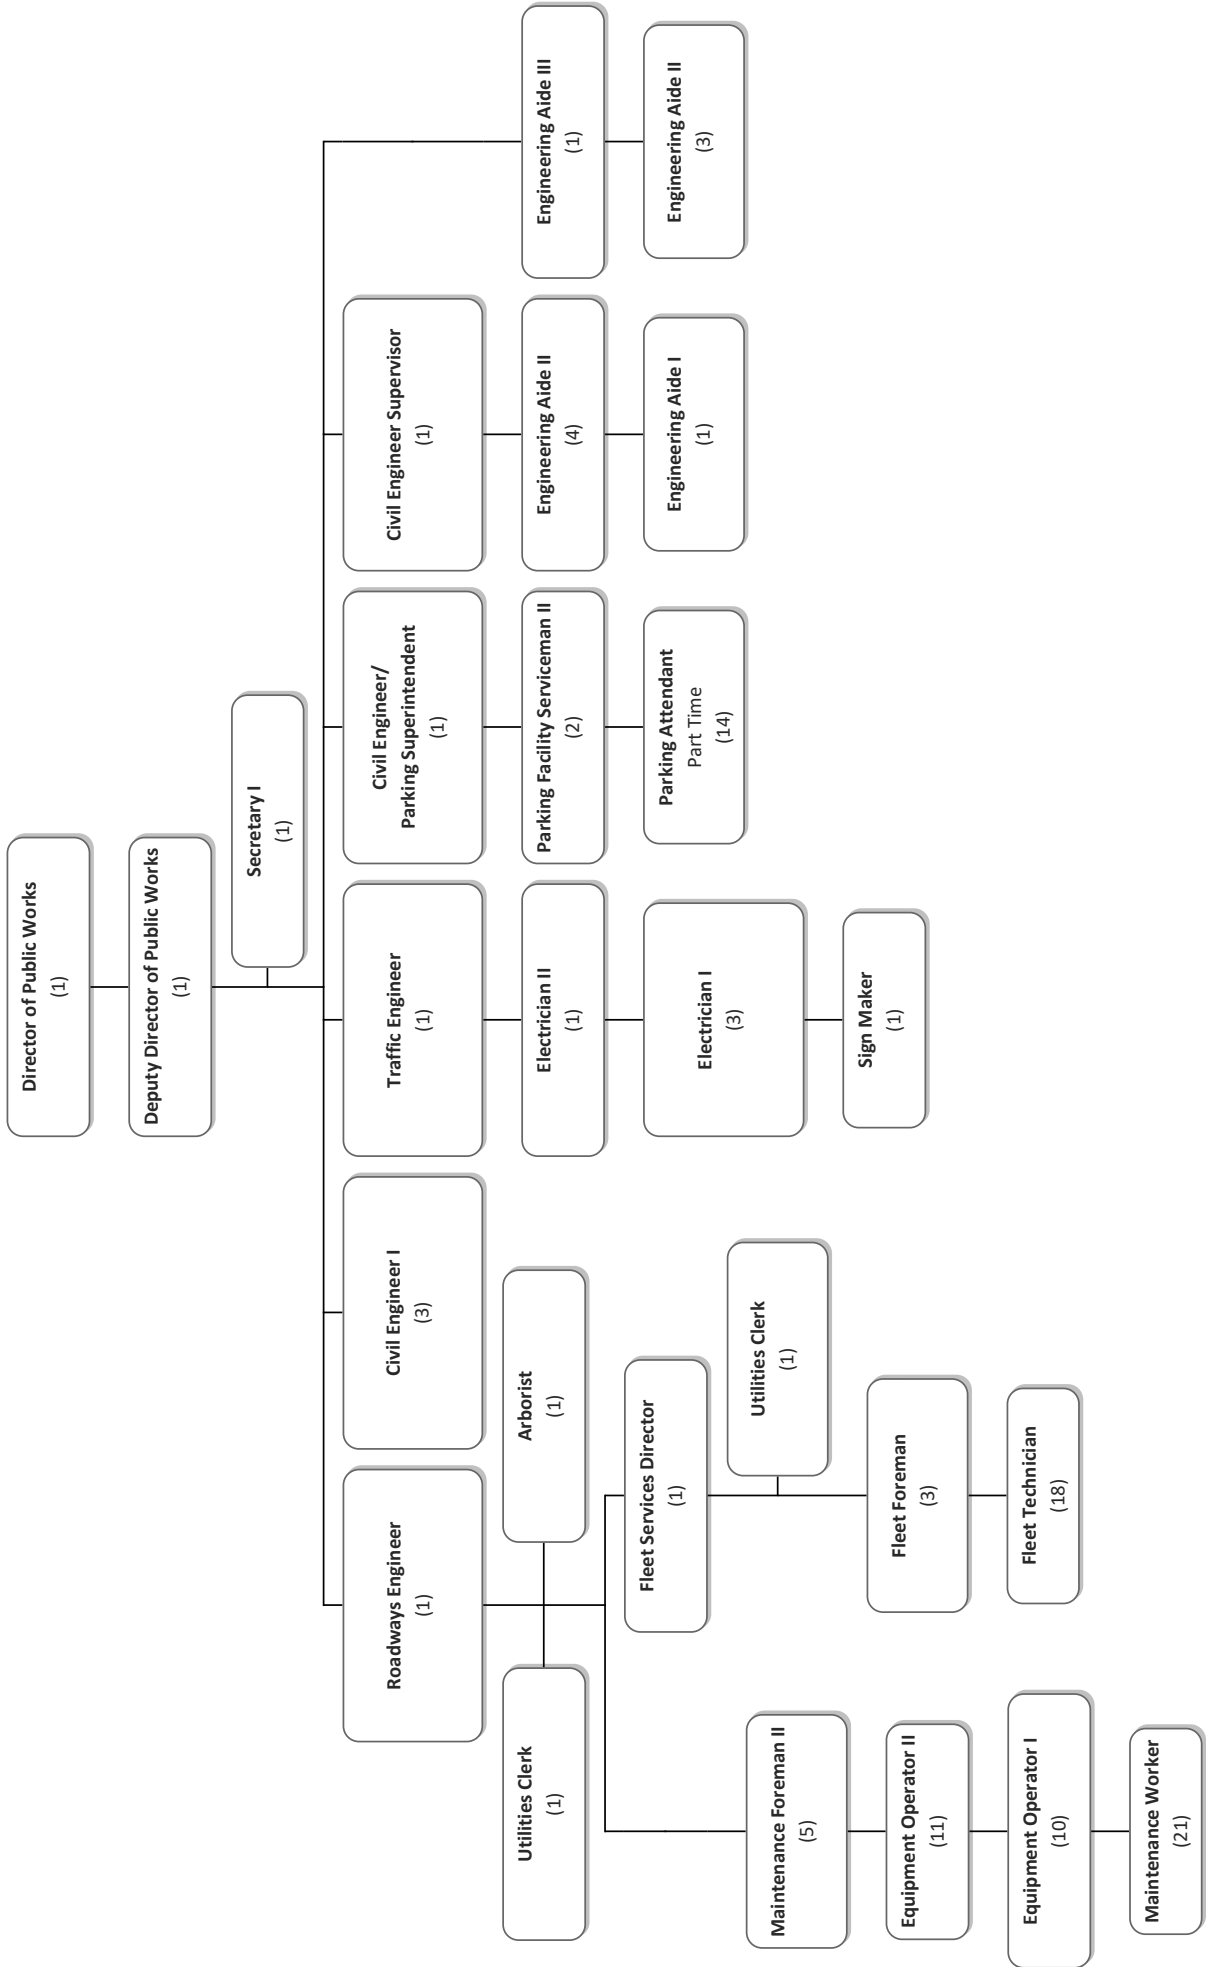 Director of Public Works
(1)
Deputy Director of Public Works
(1)
Secretary I
(1)
Roadways Engineer
(1)
Civil Engineer I
(3)
Traffic Engineer
(1)
Civil Engineer/
Parking Superintendent
(1)
Civil Engineer Supervisor
(1)
Utilities Clerk
(1)
Arborist
(1)
Electrician II
(1)
Parking Facility Serviceman II
(2)
Engineering Aide II
(4)
Engineering Aide III
(1)
Fleet Services Director
(1)
Electrician I
(3)
Parking Attendant
Part Time
(14)
Engineering Aide I
(1)
Engineering Aide II
(3)
Maintenance Foreman II
(5)
Utilities Clerk
(1)
Sign Maker
(1)
Equipment Operator II
(11)
Fleet Foreman
(3)
Equipment Operator I
(10)
Fleet Technician
(18)
Maintenance Worker
(21)